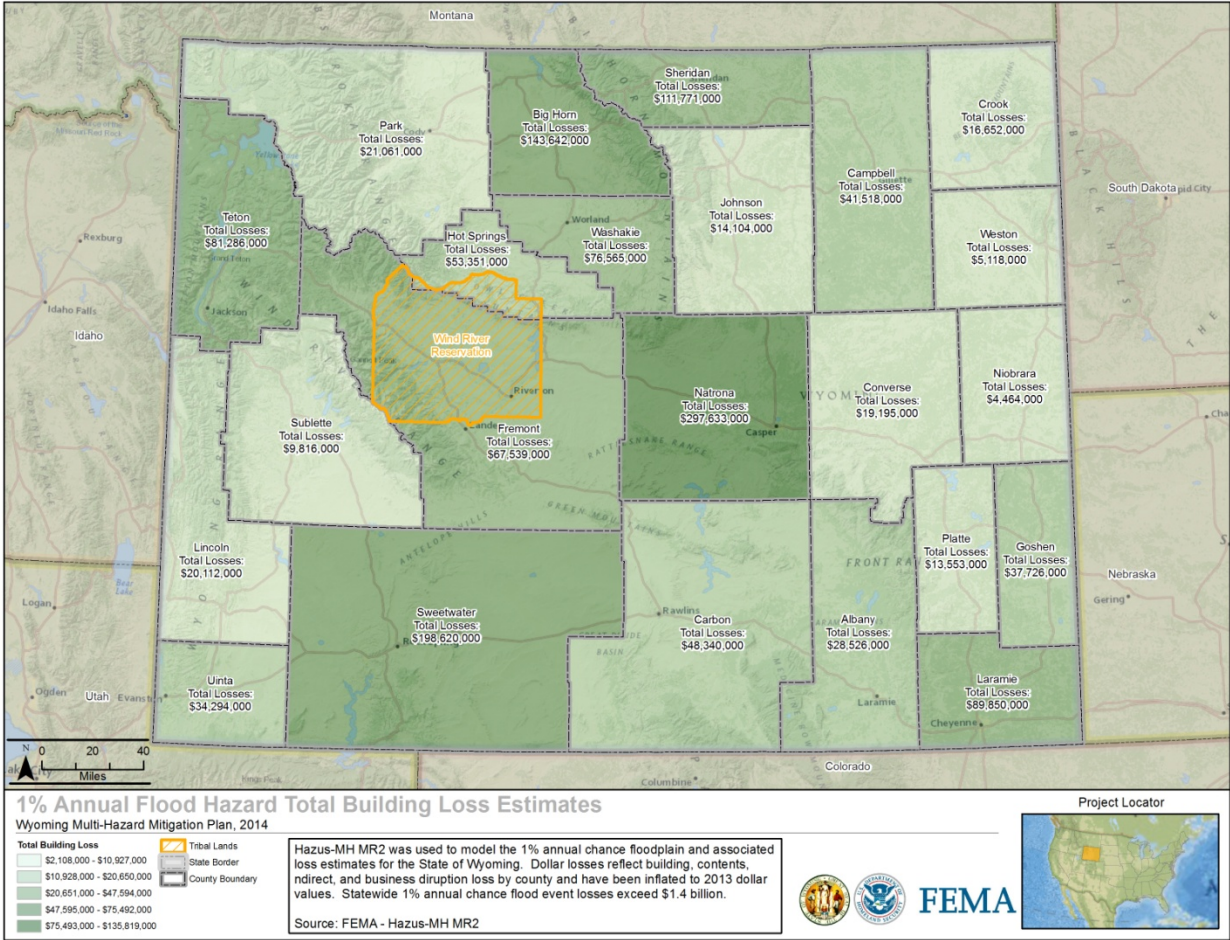 Montana
Sheridan
Total Losses:
$111,771,000
Crook
Total Losses:
$16,652,000
Big Horn
Total Losses:
$143,642,000
Park
Total Losses:
$21,061,000
Cody
Campbell
Total Losses:
$41,518,000
South Dakota
Teton
Total Losses:
$81,286,000
Rexburg
Johnson
Total Losses:
$14,104,000
Worland
Washakie
Total Losses:
$76,565,000
Hot Springs
Total Losses:
$53,351,000
Weston
Total Losses:
$5,118,000
Idaho Falls
Idaho
Jackson
Wind River
Reservation
Riverton
Natrona
Total Losses:
$297,633,000
Casper
WYOMING
Converse
Total Losses:
$19,195,000
Niobrara
Total Losses:
$4,464,000
Sublette
Total Losses:
$9,816,000
Fremont
Total Losses:
$67,539,000
RATTLESNAKE RANGE
GREEN MOUNTAINS
ANTELOPE HILLS
Lincoln
Total Losses:
$20,112,000
Bear
Lake
Logan
Platte
Total Losses:
$13,553,000
Goshen
Total Losses:
$37,726,000
Nebraska
Gering
Sweetwater
Total Losses:
$198,620,000
Rawlins
Carbon
Total Losses:
$48,340,000
Albany
Total Losses:
$28,526,000
Laramie
Uinta
Total Losses:
$34,294,000
Ogden
Utah
Evanston
Laramie
Total Losses:
$89,850,000
Cheyenne
Colorado
Columbine
N
0 20 40
Miles
1% Annual Flood Hazard Total Building Loss Estimates
Wyoming Multi-Hazard Mitigation Plan, 2014
Total Building Loss
$2,108,000 - $10,927,000
$10,928,000 - $20,650,000
$20,651,000 - $47,594,000
$47,595,000 - $75,492,000
$75,493,000 - $135,819,000
Tribal Lands
State Border
County Boundary
Hazus-MH MR2 was used to model the 1% annual chance floodplain and associated
loss estimates for the State of Wyoming. Dollar losses reflect building, contents,
ndirect, and business diruption loss by county and have been inflated to 2013 dollar
values. Statewide 1% annual chance flood event losses exceed $1.4 billion.
Source: FEMA - Hazus-MH MR2
FEMA
Project Locator